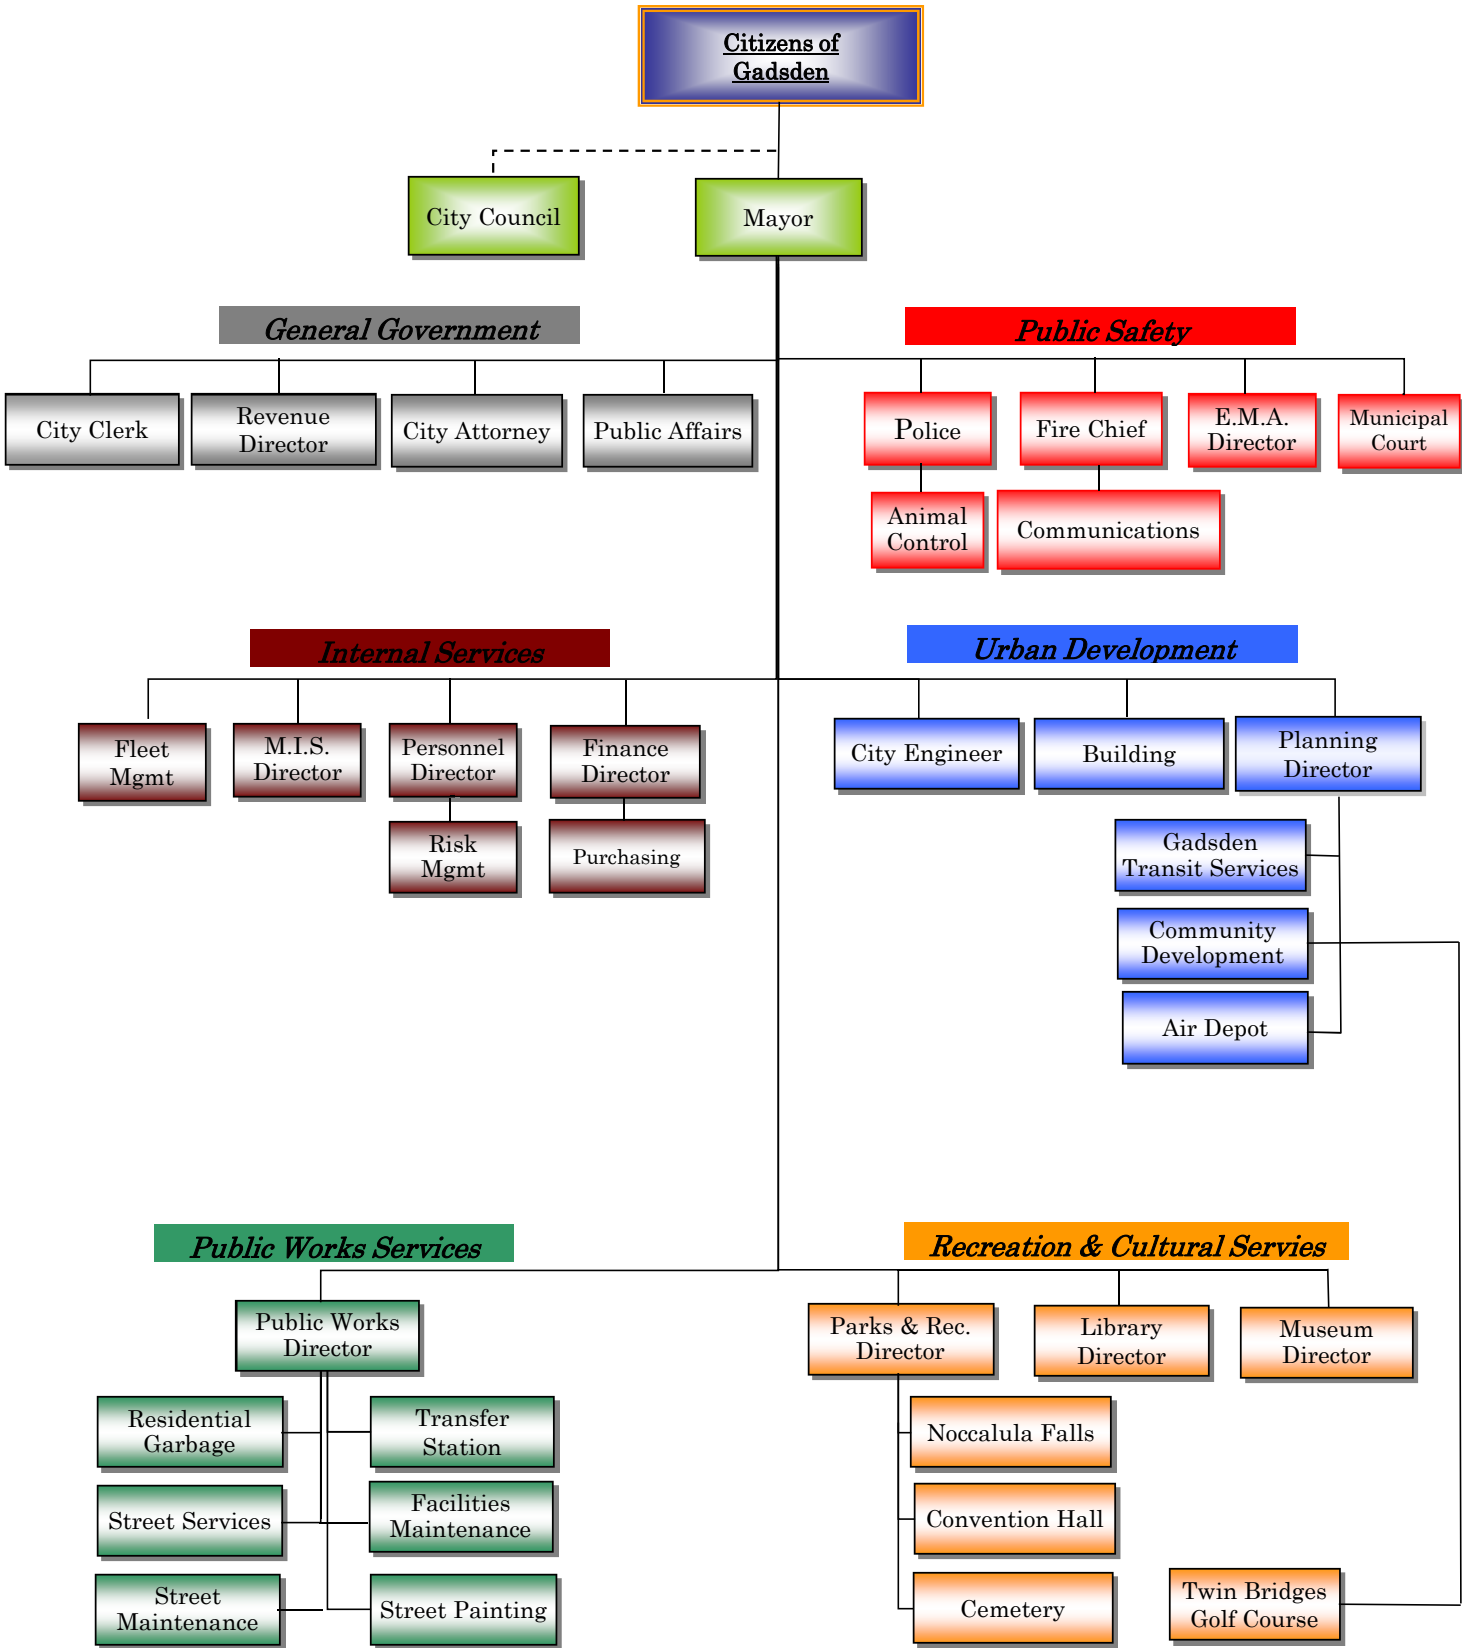 Citizens of
Gadsden
City Council
Mayor
General Government
Public Safety
City Clerk
Revenue
Director
City Attorney
Public Affairs
Police
Fire Chief
E.M.A.
Director
Municipal
Court
Animal
Control
Communications
Internal Services
Urban Development
Fleet
Mgmt
M.I.S.
Director
Personnel
Director
Finance
Director
City Engineer
Building
Planning
Director
Risk
Mgmt
Purchasing
Gadsden
Transit Services
Community
Development
Air Depot
Public Works Services
Recreation & Cultural Servies
Public Works
Director
Parks & Rec.
Director
Library
Director
Museum
Director
Residential
Garbage
Transfer
Station
Noccalula Falls
Street Services
Facilities
Maintenance
Convention Hall
Street
Maintenance
Street Painting
Cemetery
Twin Bridges
Golf Course